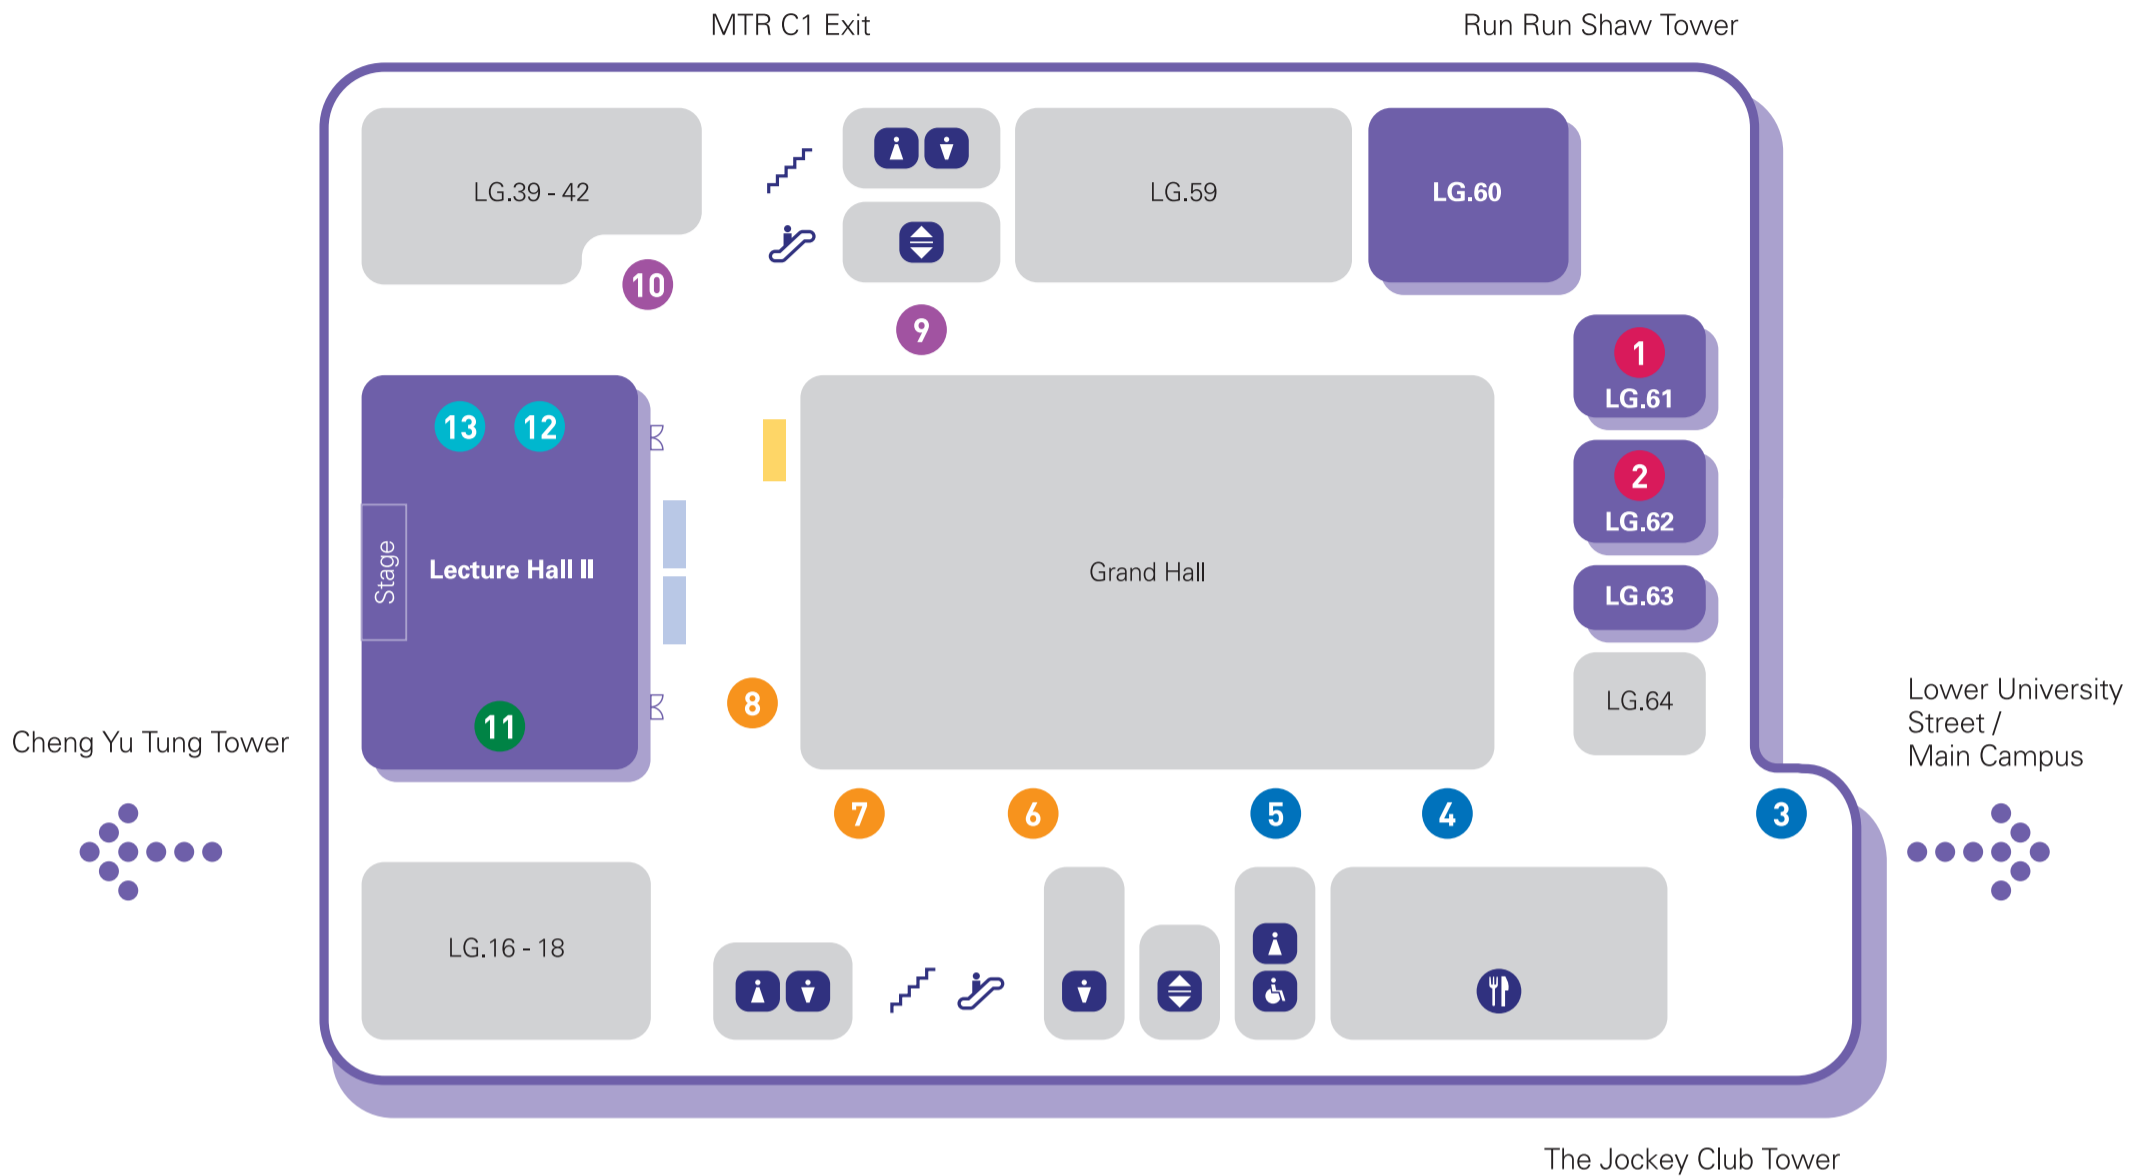 MTR C1 Exit
Run Run Shaw Tower
LG.39 - 42
LG.59
LG.60
10
9
1
LG.61
13
12
2
LG.62
Stage
Lecture Hall II
Grand Hall
LG.63
8
LG.64
11
Cheng Yu Tung Tower
Lower University
Street /
Main Campus
7
6
5
4
3
LG.16 - 18
The Jockey Club Tower